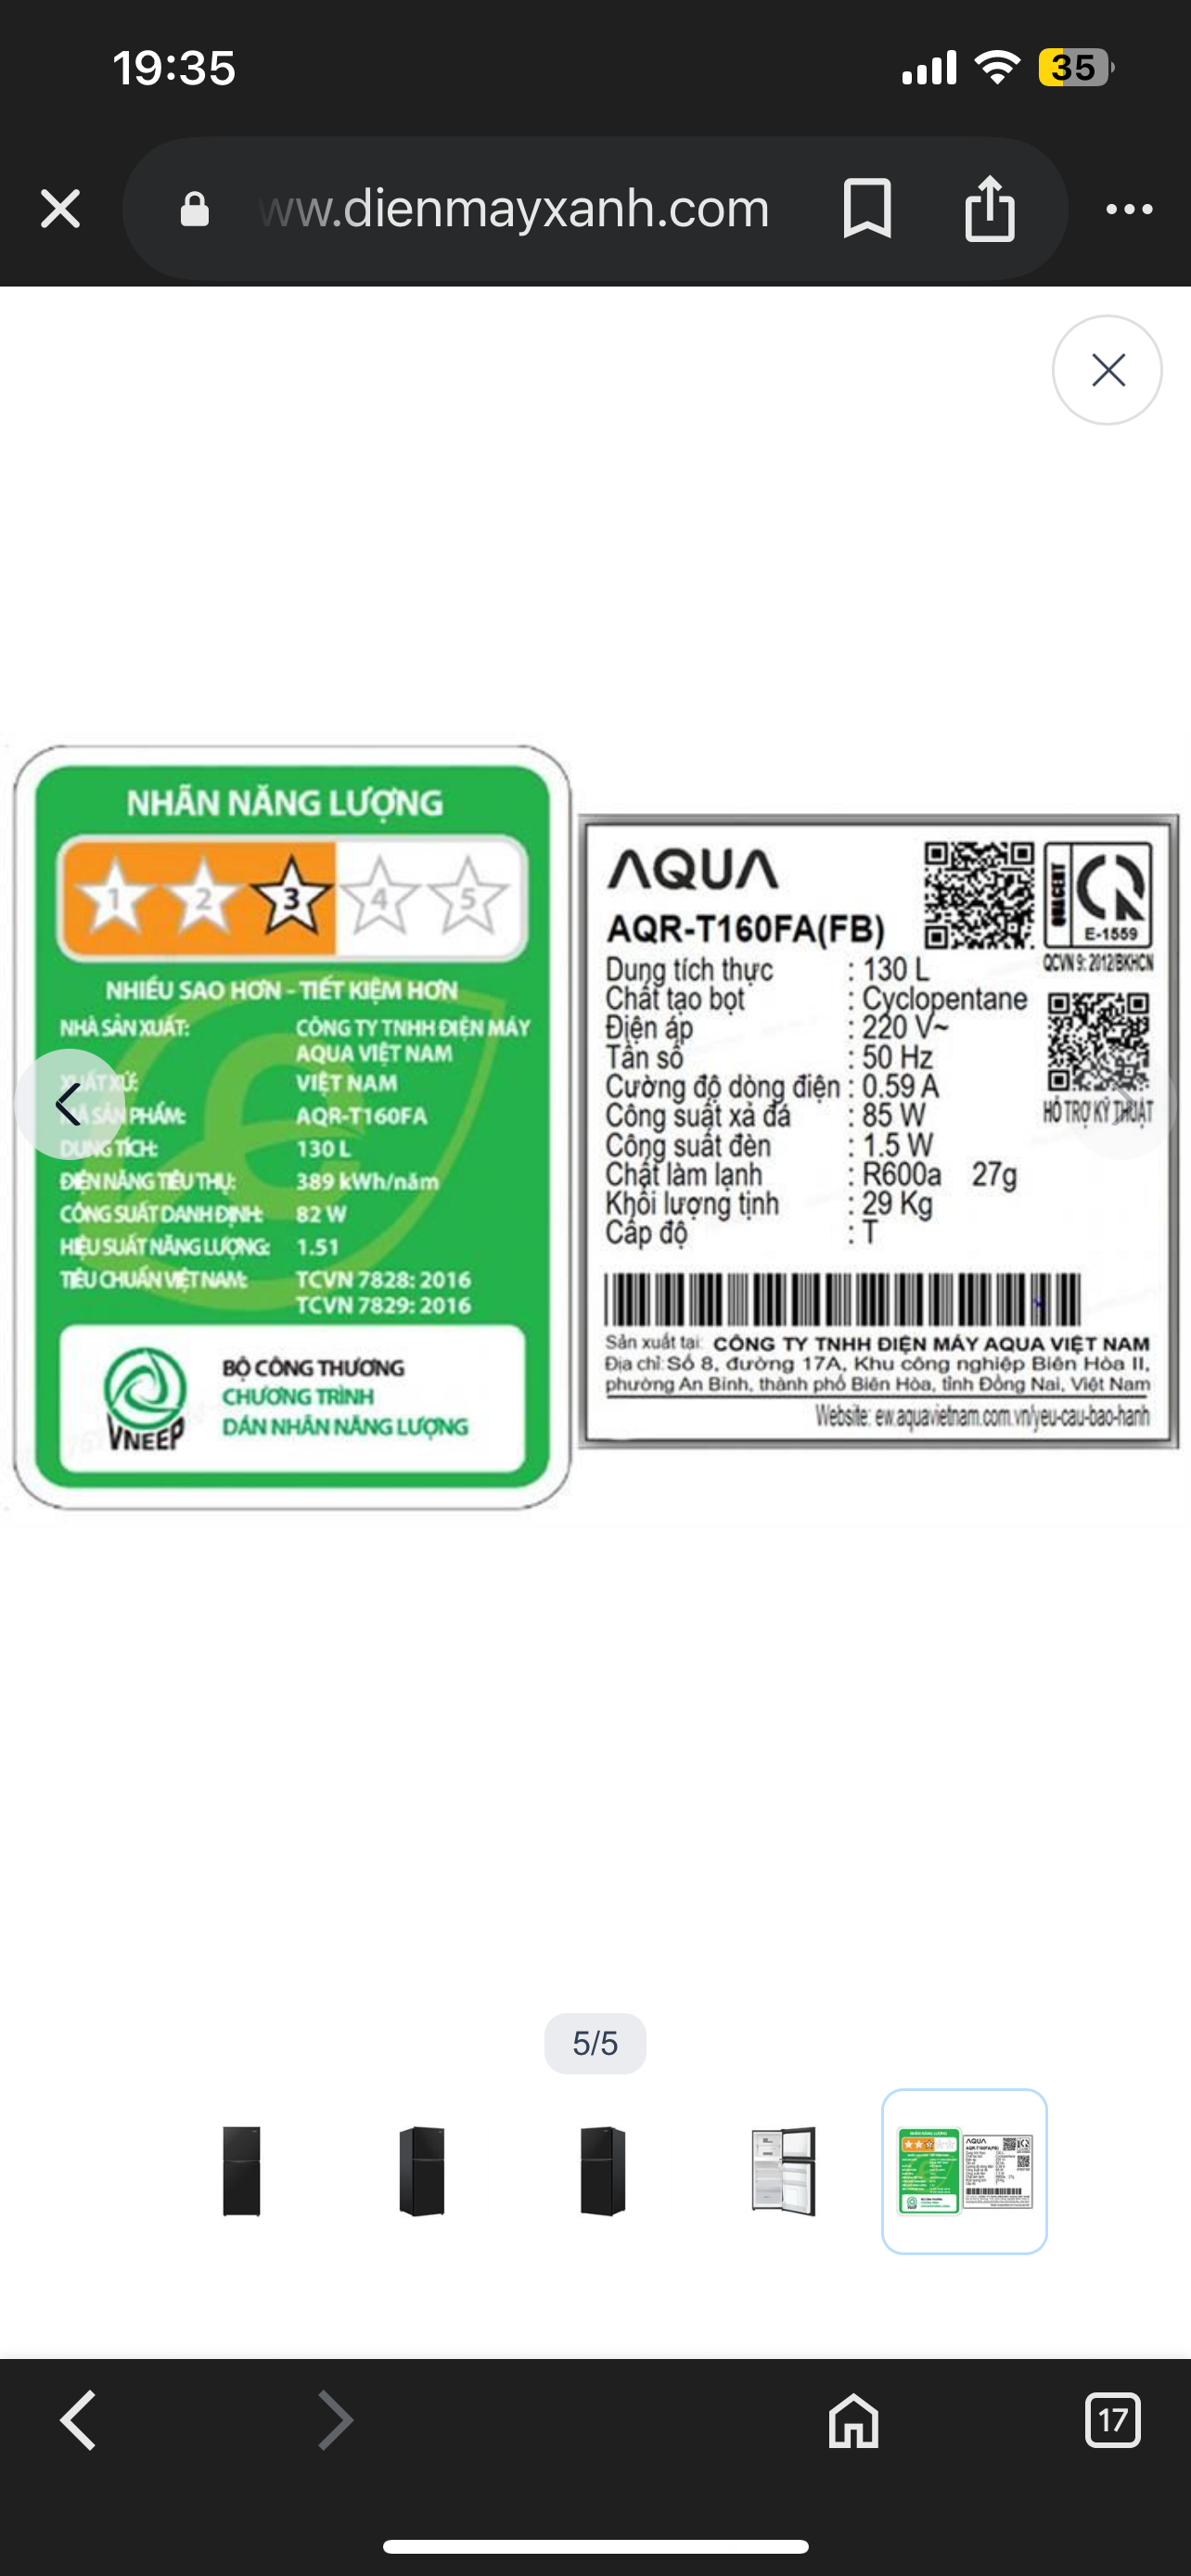 19:35
35
ww.dienmayxanh.com
NHÃN NĂNG LƯỢNG
1 2 3 4 5
NHIỀU SAO HƠN - TIẾT KIỆM HƠN
NHÀ SẢN XUẤT: CÔNG TY TNHH ĐIỆN MÁY
AQUA VIỆT NAM
XUẤT XỨ: VIỆT NAM
MÃ SẢN PHẨM: AQR-T160FA
DUNG TÍCH: 130 L
ĐIỆN NĂNG TIÊU THỤ: 389 kWh/năm
CÔNG SUẤT DANH ĐỊNH: 82 W
HIỆU SUẤT NĂNG LƯỢNG: 1.51
TIÊU CHUẨN VIỆT NAM: TCVN 7828: 2016
TCVN 7829: 2016
VNEEP
BỘ CÔNG THƯƠNG
CHƯƠNG TRÌNH
DÁN NHÃN NĂNG LƯỢNG
AQUA
AQR-T160FA(FB)
QUACERT
E-1559
QCVN 9: 2012/BKHCN
Dung tích thực : 130 L
Chất tạo bọt : Cyclopentane
Điện áp : 220 V~
Tần số : 50 Hz
Cường độ dòng điện : 0.59 A
Công suất xả đá : 85 W
Công suất đèn : 1.5 W
Chất làm lạnh : R600a 27g
Khối lượng tịnh : 29 Kg
Cấp độ : T
HỖ TRỢ KỸ THUẬT
Sản xuất tại: CÔNG TY TNHH ĐIỆN MÁY AQUA VIỆT NAM
Địa chỉ: Số 8, đường 17A, Khu công nghiệp Biên Hòa II,
phường An Bình, thành phố Biên Hòa, tỉnh Đồng Nai, Việt Nam
Website: ew.aquavietnam.com.vn/yeu-cau-bao-hanh
5/5
17